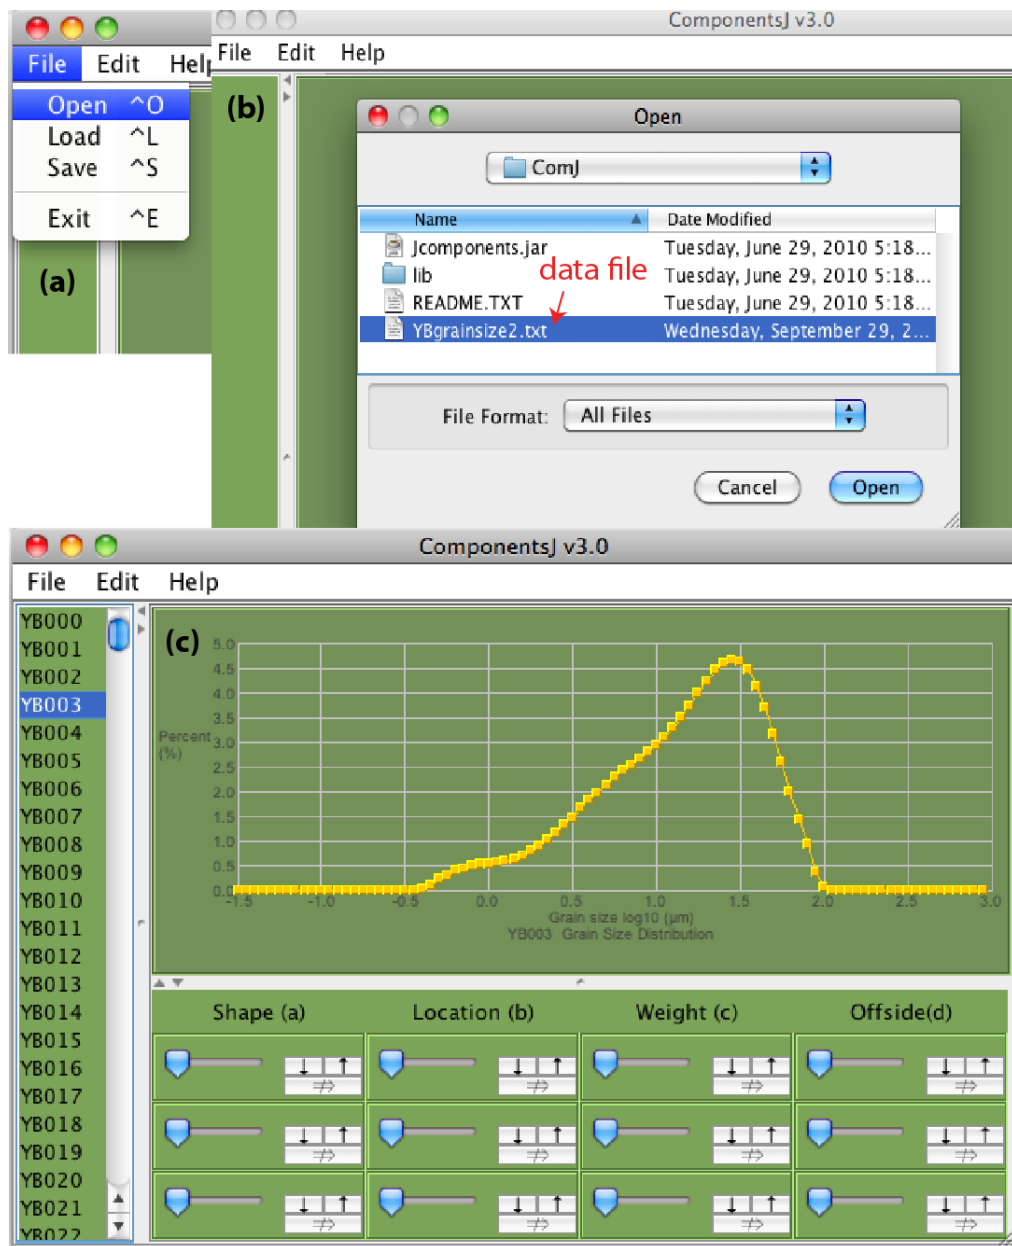 File Edit Help
Open ^O
Load ^L
Save ^S
Exit ^E
(a)
ComponentsJ v3.0
File Edit Help
(b)
Open
ComJ
Name Date Modified
Jcomponents.jar Tuesday, June 29, 2010 5:18...
lib Tuesday, June 29, 2010 5:18...
data file
README.TXT Tuesday, June 29, 2010 5:18...
YBgrainsize2.txt Wednesday, September 29, 2...
File Format: All Files
Cancel Open
ComponentsJ v3.0
File Edit Help
YB000
YB001
YB002
YB003
YB004
YB005
YB006
YB007
YB008
YB009
YB010
YB011
YB012
YB013
YB014
YB015
YB016
YB017
YB018
YB019
YB020
YB021
YB022
(c)
5.0
4.5
4.0
3.5
Percent
(%)
3.0
2.5
2.0
1.5
1.0
0.5
0.0
-1.5 -1.0 -0.5 0.0 0.5 1.0 1.5 2.0 2.5 3.0
Grain size log10 (µm)
YB003 Grain Size Distribution
Shape (a) Location (b) Weight (c) Offside(d)